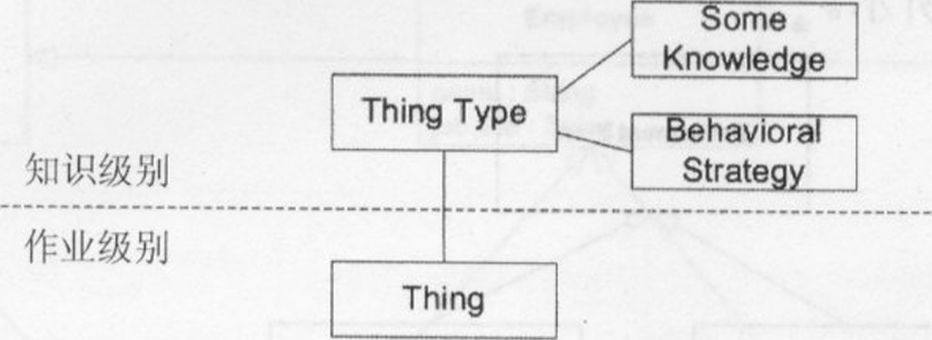 Some
Knowledge
Thing Type
Behavioral
Strategy
知识级别
作业级别
Thing